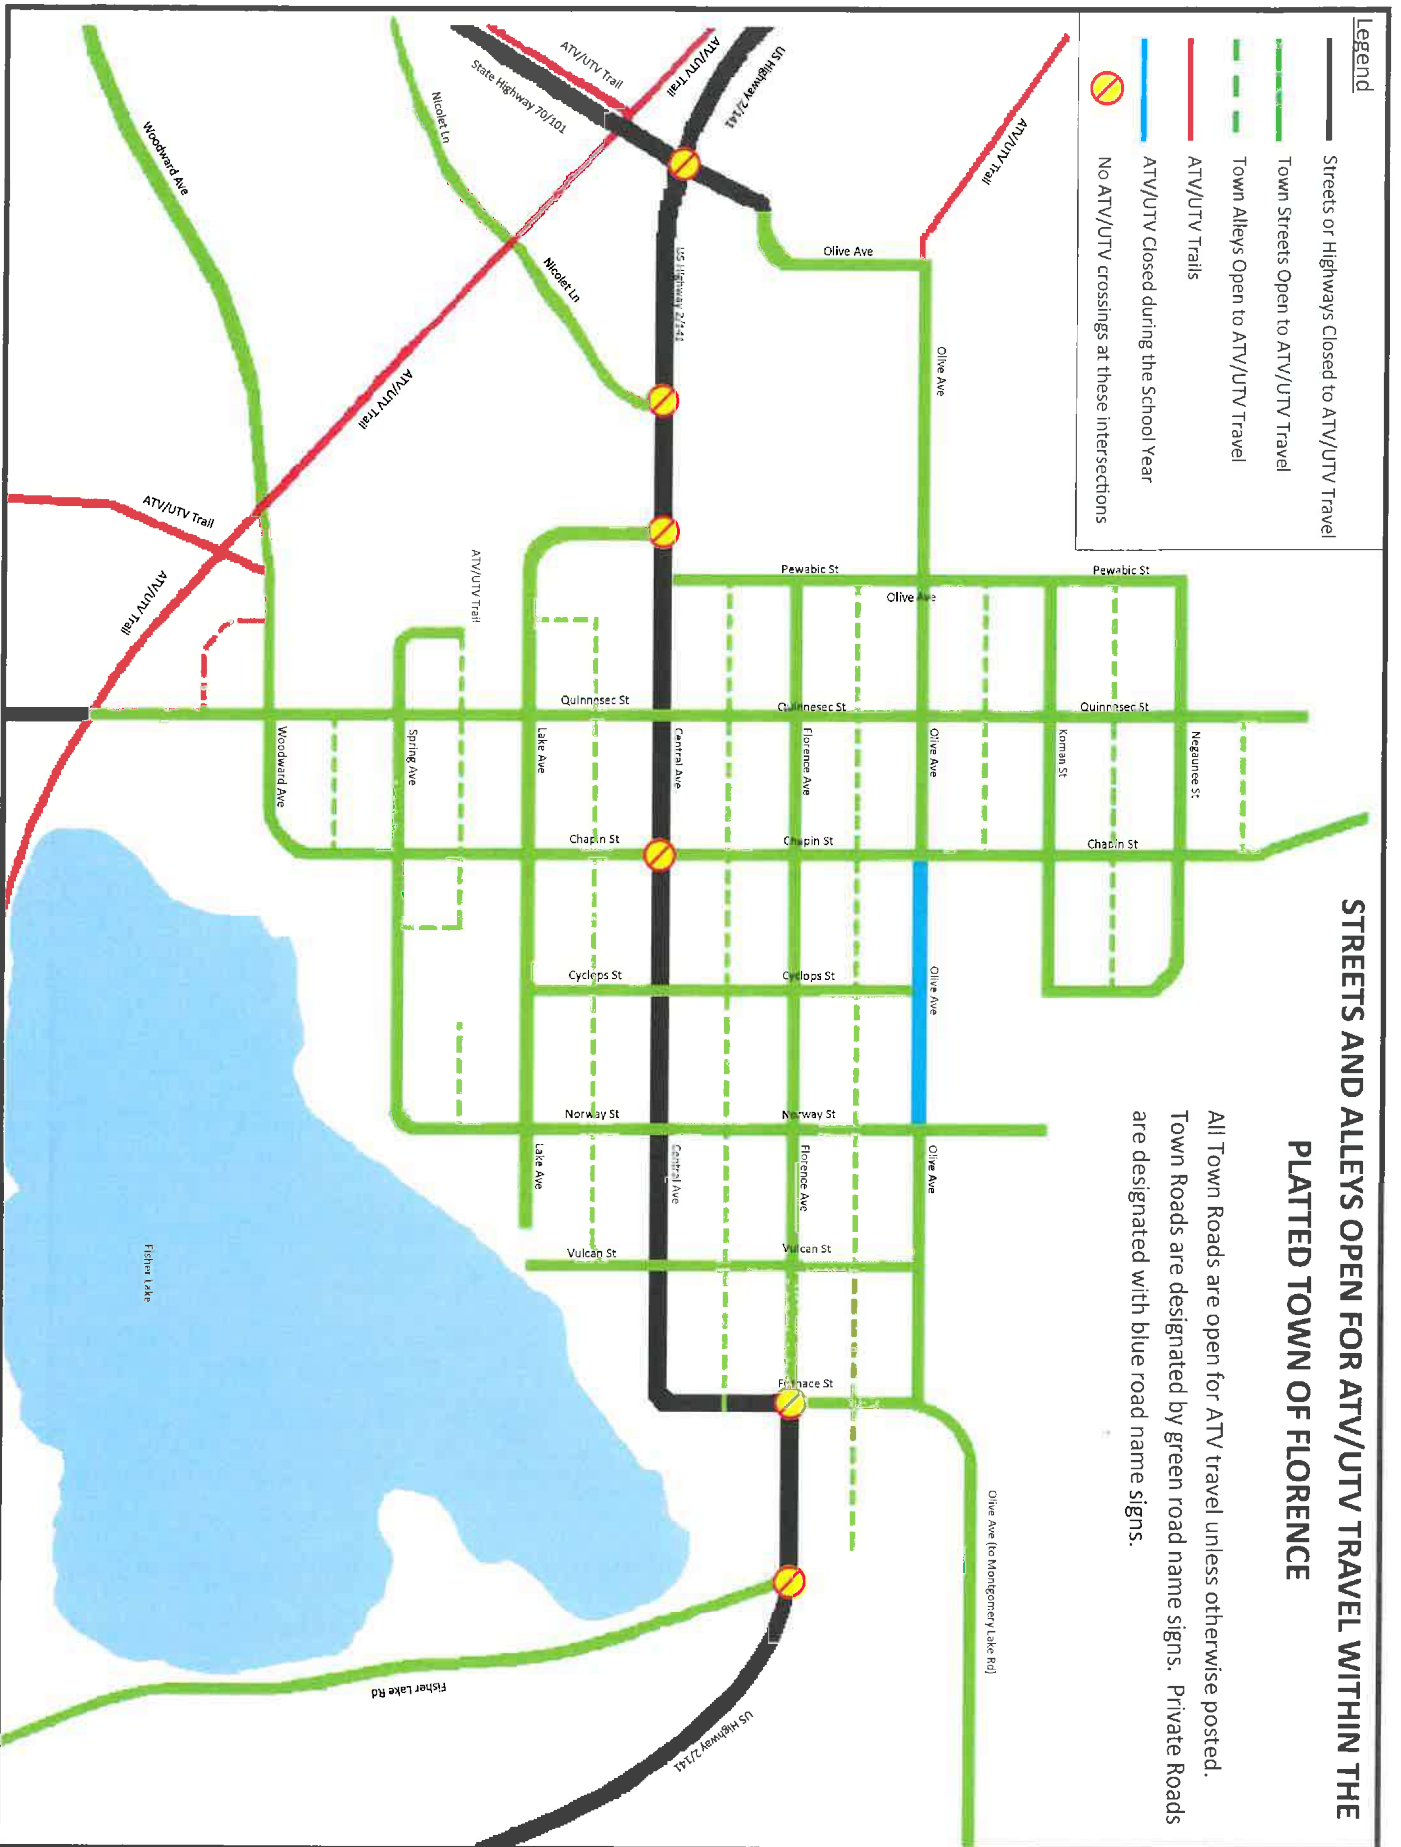 STREETS AND ALLEYS OPEN FOR ATV/UTV TRAVEL WITHIN THE
PLATTED TOWN OF FLORENCE
All Town Roads are open for ATV travel unless otherwise posted.
Town Roads are designated by green road name signs. Private Roads
are designated with blue road name signs.
Legend
Streets or Highways Closed to ATV/UTV Travel
Town Streets Open to ATV/UTV Travel
Town Alleys Open to ATV/UTV Travel
ATV/UTV Trails
ATV/UTV Closed during the School Year
No ATV/UTV crossings at these intersections
ATV/UTV Trail
US Highway 2/141
ATV/UTV Trail
ATV/UTV Trail
State Highway 70/101
Nicolet Ln
Woodward Ave
Olive Ave
US Highway 2/141
Nicolet Ln
Olive Ave
ATV/UTV Trail
ATV/UTV Trail
ATV/UTV Trail
ATV/UTV Trail
Pewabic St
Pewabic St
Olive Ave
Quinnesec St
Quinnesec St
Quinnesec St
Negaunee St
Koman St
Olive Ave
Florence Ave
Central Ave
Lake Ave
Spring Ave
Woodward Ave
Chapin St
Chapin St
Chapin St
Olive Ave
Cyclops St
Cyclops St
Norway St
Norway St
Olive Ave
Florence Ave
Central Ave
Lake Ave
Vulcan St
Vulcan St
Fisher Lake
Furnace St
Olive Ave (to Montgomery Lake Rd)
Fisher Lake Rd
US Highway 2/141